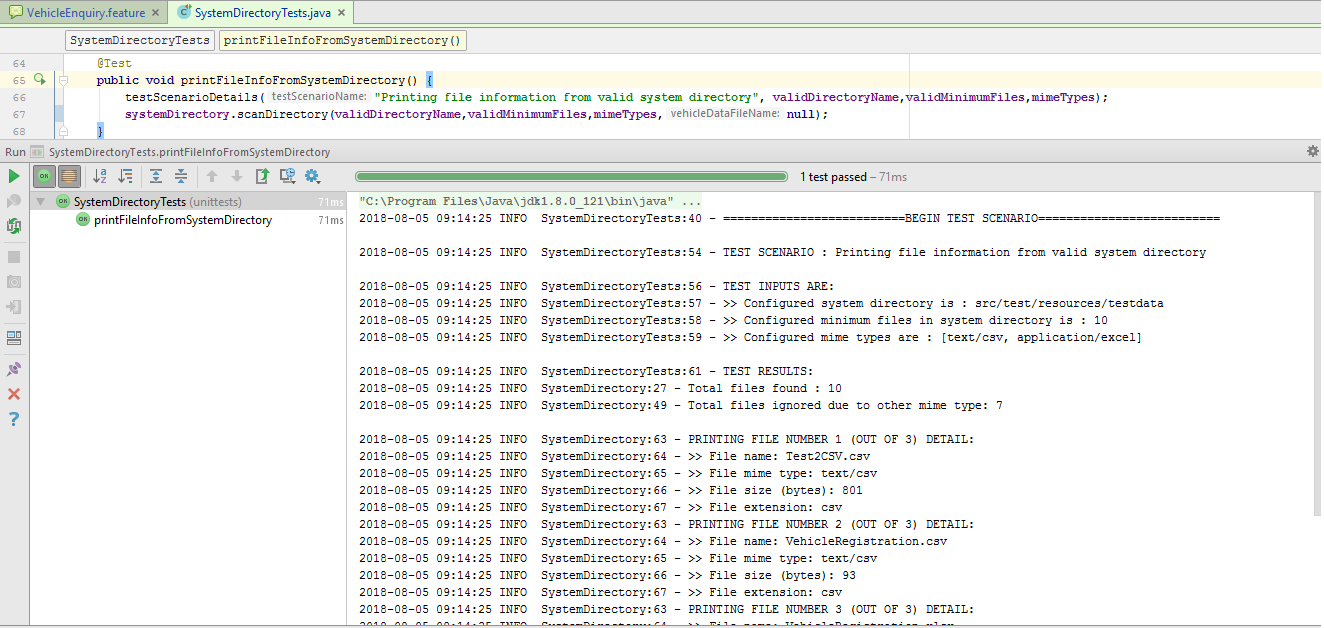 VehicleEnquiry.feature × SystemDirectoryTests.java ×
SystemDirectoryTests printFileInfoFromSystemDirectory()
64 @Test
65 public void printFileInfoFromSystemDirectory() {
66 testScenarioDetails( testScenarioName: "Printing file information from valid system directory", validDirectoryName,validMinimumFiles,mimeTypes);
67 systemDirectory.scanDirectory(validDirectoryName,validMinimumFiles,mimeTypes, vehicleDataFileName: null);
68 }
Run SystemDirectoryTests.printFileInfoFromSystemDirectory
1 test passed – 71ms
SystemDirectoryTests (unittests) 71ms
printFileInfoFromSystemDirectory 71ms
"C:\Program Files\Java\jdk1.8.0_121\bin\java" ...
2018-08-05 09:14:25 INFO SystemDirectoryTests:40 - ==========================BEGIN TEST SCENARIO==========================
2018-08-05 09:14:25 INFO SystemDirectoryTests:54 - TEST SCENARIO : Printing file information from valid system directory
2018-08-05 09:14:25 INFO SystemDirectoryTests:56 - TEST INPUTS ARE:
2018-08-05 09:14:25 INFO SystemDirectoryTests:57 - >> Configured system directory is : src/test/resources/testdata
2018-08-05 09:14:25 INFO SystemDirectoryTests:58 - >> Configured minimum files in system directory is : 10
2018-08-05 09:14:25 INFO SystemDirectoryTests:59 - >> Configured mime types are : [text/csv, application/excel]
2018-08-05 09:14:25 INFO SystemDirectoryTests:61 - TEST RESULTS:
2018-08-05 09:14:25 INFO SystemDirectory:27 - Total files found : 10
2018-08-05 09:14:25 INFO SystemDirectory:49 - Total files ignored due to other mime type: 7
2018-08-05 09:14:25 INFO SystemDirectory:63 - PRINTING FILE NUMBER 1 (OUT OF 3) DETAIL:
2018-08-05 09:14:25 INFO SystemDirectory:64 - >> File name: Test2CSV.csv
2018-08-05 09:14:25 INFO SystemDirectory:65 - >> File mime type: text/csv
2018-08-05 09:14:25 INFO SystemDirectory:66 - >> File size (bytes): 801
2018-08-05 09:14:25 INFO SystemDirectory:67 - >> File extension: csv
2018-08-05 09:14:25 INFO SystemDirectory:63 - PRINTING FILE NUMBER 2 (OUT OF 3) DETAIL:
2018-08-05 09:14:25 INFO SystemDirectory:64 - >> File name: VehicleRegistration.csv
2018-08-05 09:14:25 INFO SystemDirectory:65 - >> File mime type: text/csv
2018-08-05 09:14:25 INFO SystemDirectory:66 - >> File size (bytes): 93
2018-08-05 09:14:25 INFO SystemDirectory:67 - >> File extension: csv
2018-08-05 09:14:25 INFO SystemDirectory:63 - PRINTING FILE NUMBER 3 (OUT OF 3) DETAIL: